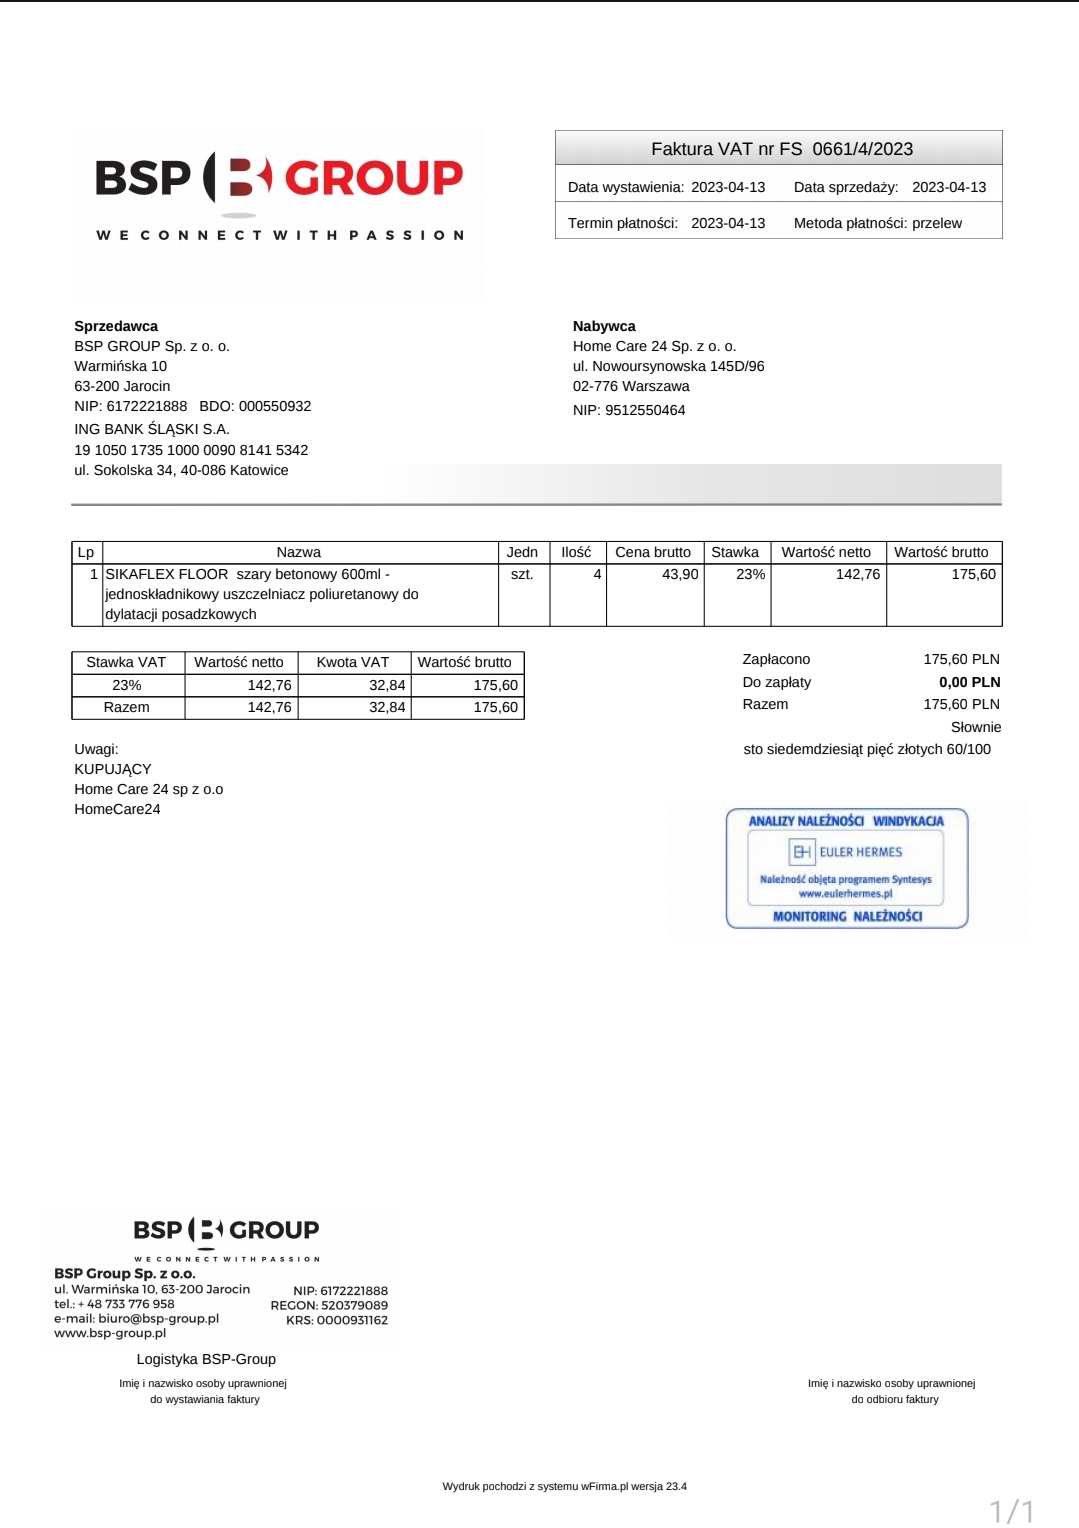 BSP B GROUP
WE CONNECT WITH PASSION
Faktura VAT nr FS 0661/4/2023
Data wystawienia: 2023-04-13 Data sprzedaży: 2023-04-13
Termin płatności: 2023-04-13 Metoda płatności: przelew
Sprzedawca
BSP GROUP Sp. z o. o.
Warmińska 10
63-200 Jarocin
NIP: 6172221888 BDO: 000550932
ING BANK ŚLĄSKI S.A.
19 1050 1735 1000 0090 8141 5342
ul. Sokolska 34, 40-086 Katowice
Nabywca
Home Care 24 Sp. z o. o.
ul. Nowoursynowska 145D/96
02-776 Warszawa
NIP: 9512550464
Lp Nazwa Jedn Ilość Cena brutto Stawka Wartość netto Wartość brutto
1 SIKAFLEX FLOOR szary betonowy 600ml - szt. 4 43,90 23% 142,76 175,60
jednoskładnikowy uszczelniacz poliuretanowy do
dylatacji posadzkowych
Stawka VAT Wartość netto Kwota VAT Wartość brutto
23% 142,76 32,84 175,60
Razem 142,76 32,84 175,60
Zapłacono 175,60 PLN
Do zapłaty 0,00 PLN
Razem 175,60 PLN
Słownie
sto siedemdziesiąt pięć złotych 60/100
Uwagi:
KUPUJĄCY
Home Care 24 sp z o.o
HomeCare24
ANALIZY NALEŻNOŚCI WINDYKACJA
EULER HERMES
Należność objęta programem Syntesys
www.eulerhermes.pl
MONITORING NALEŻNOŚCI
BSP B GROUP
WE CONNECT WITH PASSION
BSP Group Sp. z o.o.
ul. Warmińska 10, 63-200 Jarocin
tel.: + 48 733 776 958
e-mail: biuro@bsp-group.pl
www.bsp-group.pl
NIP: 6172221888
REGON: 520379089
KRS: 0000931162
Logistyka BSP-Group
Imię i nazwisko osoby uprawnionej
do wystawiania faktury
Imię i nazwisko osoby uprawnionej
do odbioru faktury
Wydruk pochodzi z systemu wFirma.pl wersja 23.4
1/1